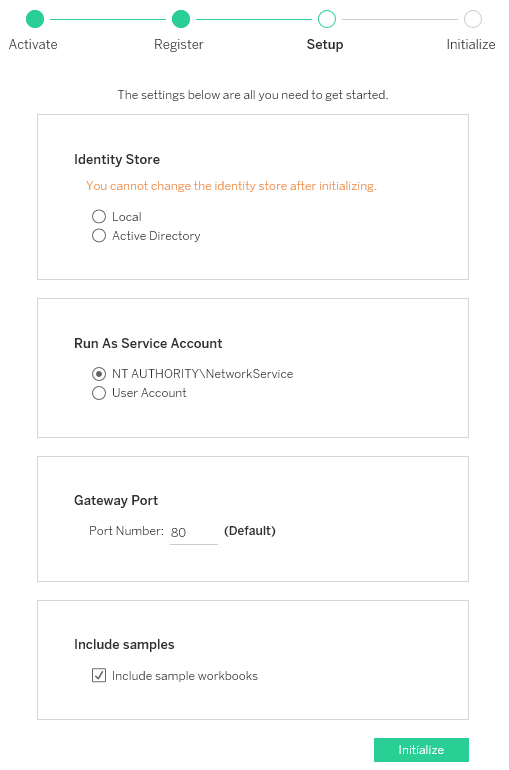 Activate Register Setup Initialize
The settings below are all you need to get started.
Identity Store
You cannot change the identity store after initializing.
Local
Active Directory
Run As Service Account
NT AUTHORITY\NetworkService
User Account
Gateway Port
Port Number: 80 (Default)
Include samples
Include sample workbooks
Initialize